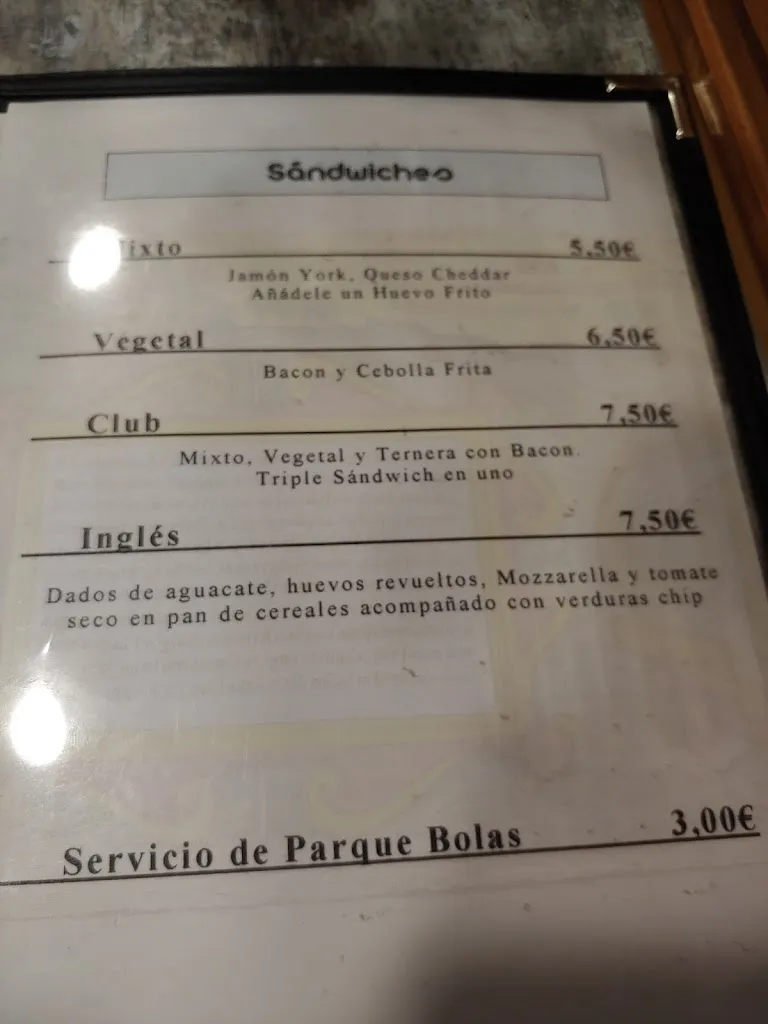 Sándwiches
5,50€
Jamón York, Queso Cheddar
Añádele un Huevo Frito
Vegetal 6,50€
Bacon y Cebolla Frita
Club 7,50€
Mixto, Vegetal y Ternera con Bacon.
Triple Sándwich en uno
Inglés 7,50€
Dados de aguacate, huevos revueltos, Mozzarella y tomate
seco en pan de cereales acompañado con verduras chip
Servicio de Parque Bolas 3,00€